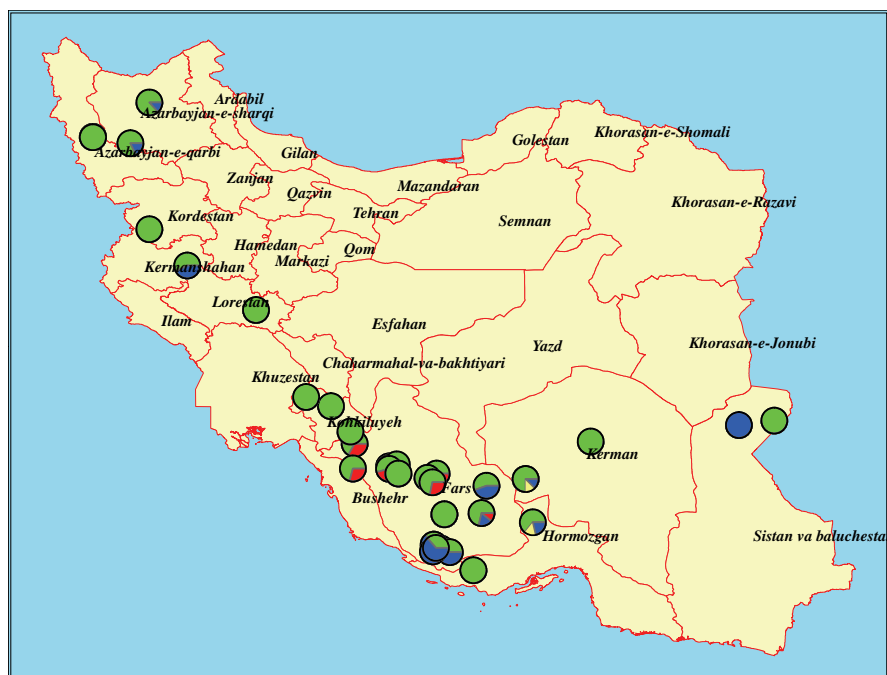 Ardabil
Azarbayjan-e-sharqi
Khorasan-e-Shomali
Golestan
Azarbayjan-e-qarbi
Gilan
Zanjan
Mazandaran
Qazvin
Khorasan-e-Razavi
Tehran
Kordestan
Semnan
Hamedan
Qom
Markazi
Kermanshahan
Lorestan
Ilam
Esfahan
Yazd
Khorasan-e-Jonubi
Chaharmahal-va-bakhtiyari
Khuzestan
Kohkiluyeh
Kerman
Fars
Bushehr
Hormozgan
Sistan va baluchesta